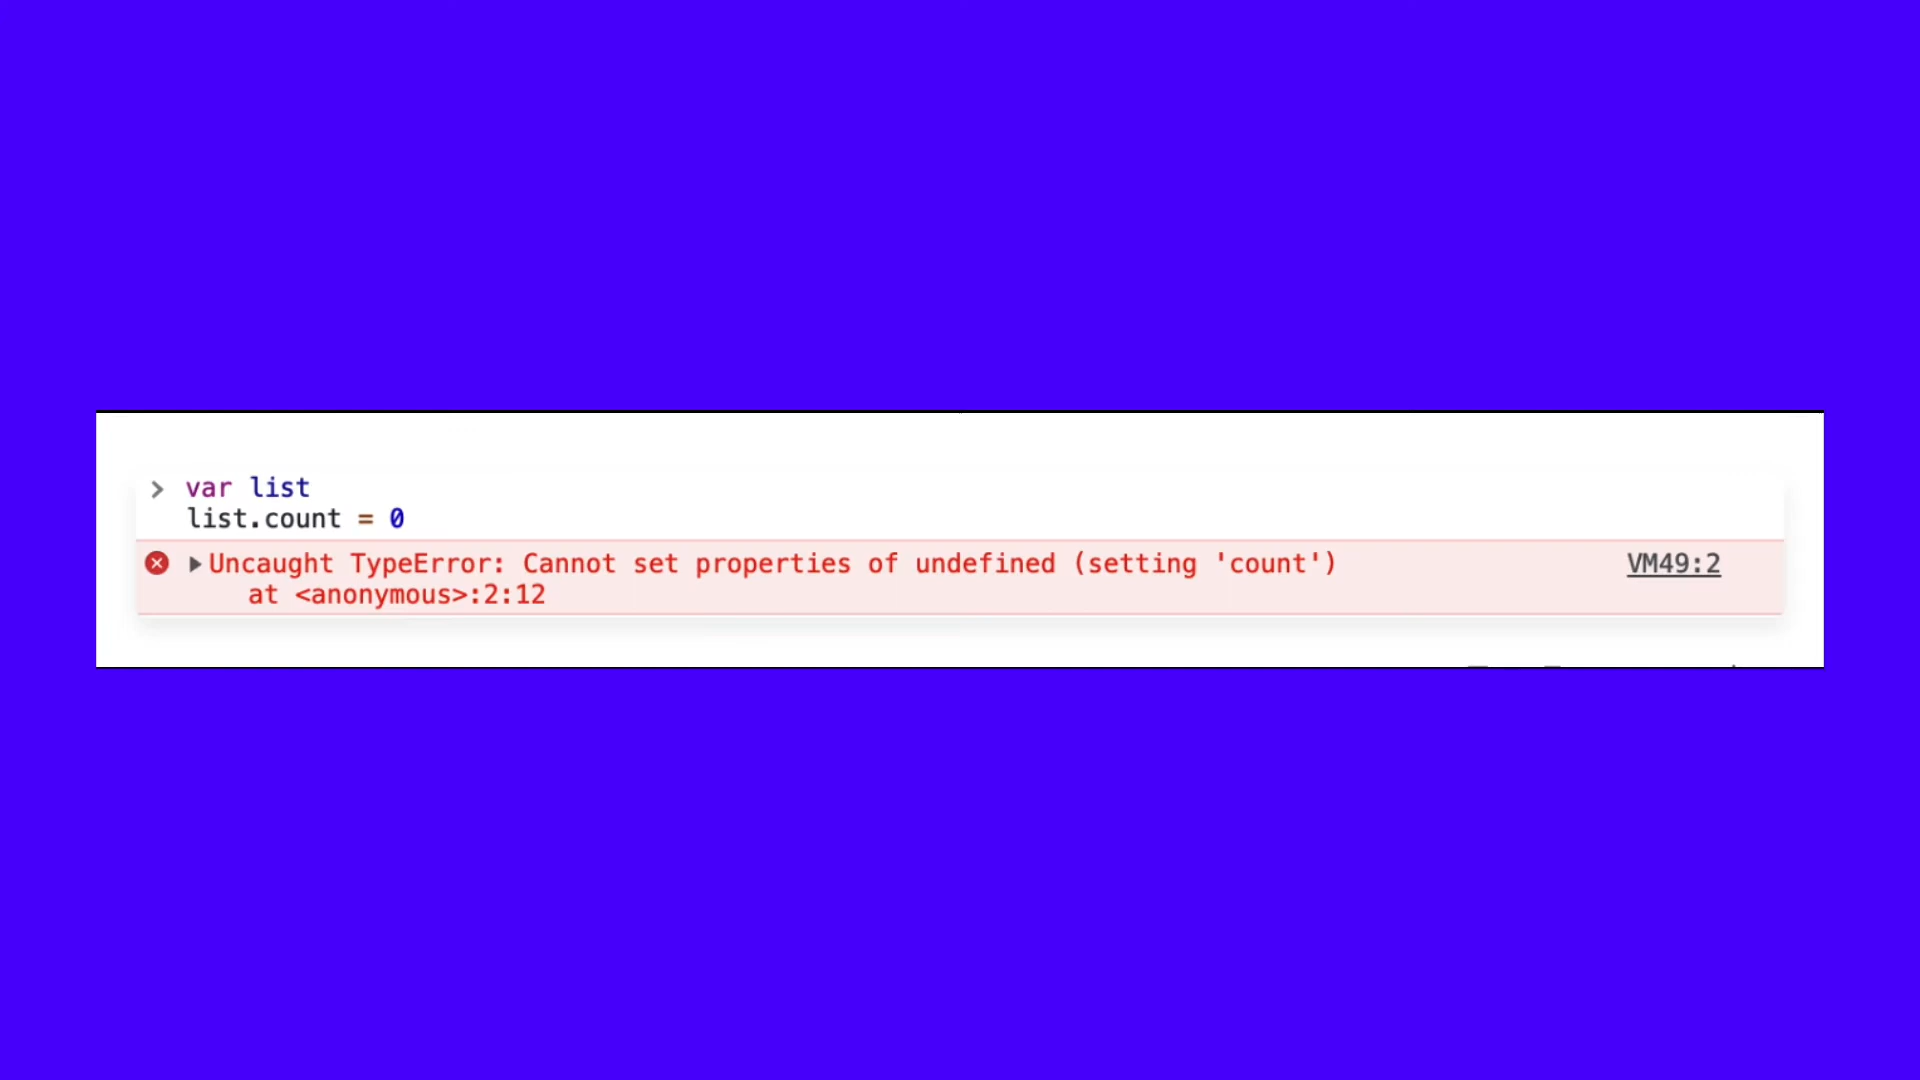 var list
list.count = 0
Uncaught TypeError: Cannot set properties of undefined (setting 'count') VM49:2
at <anonymous>:2:12